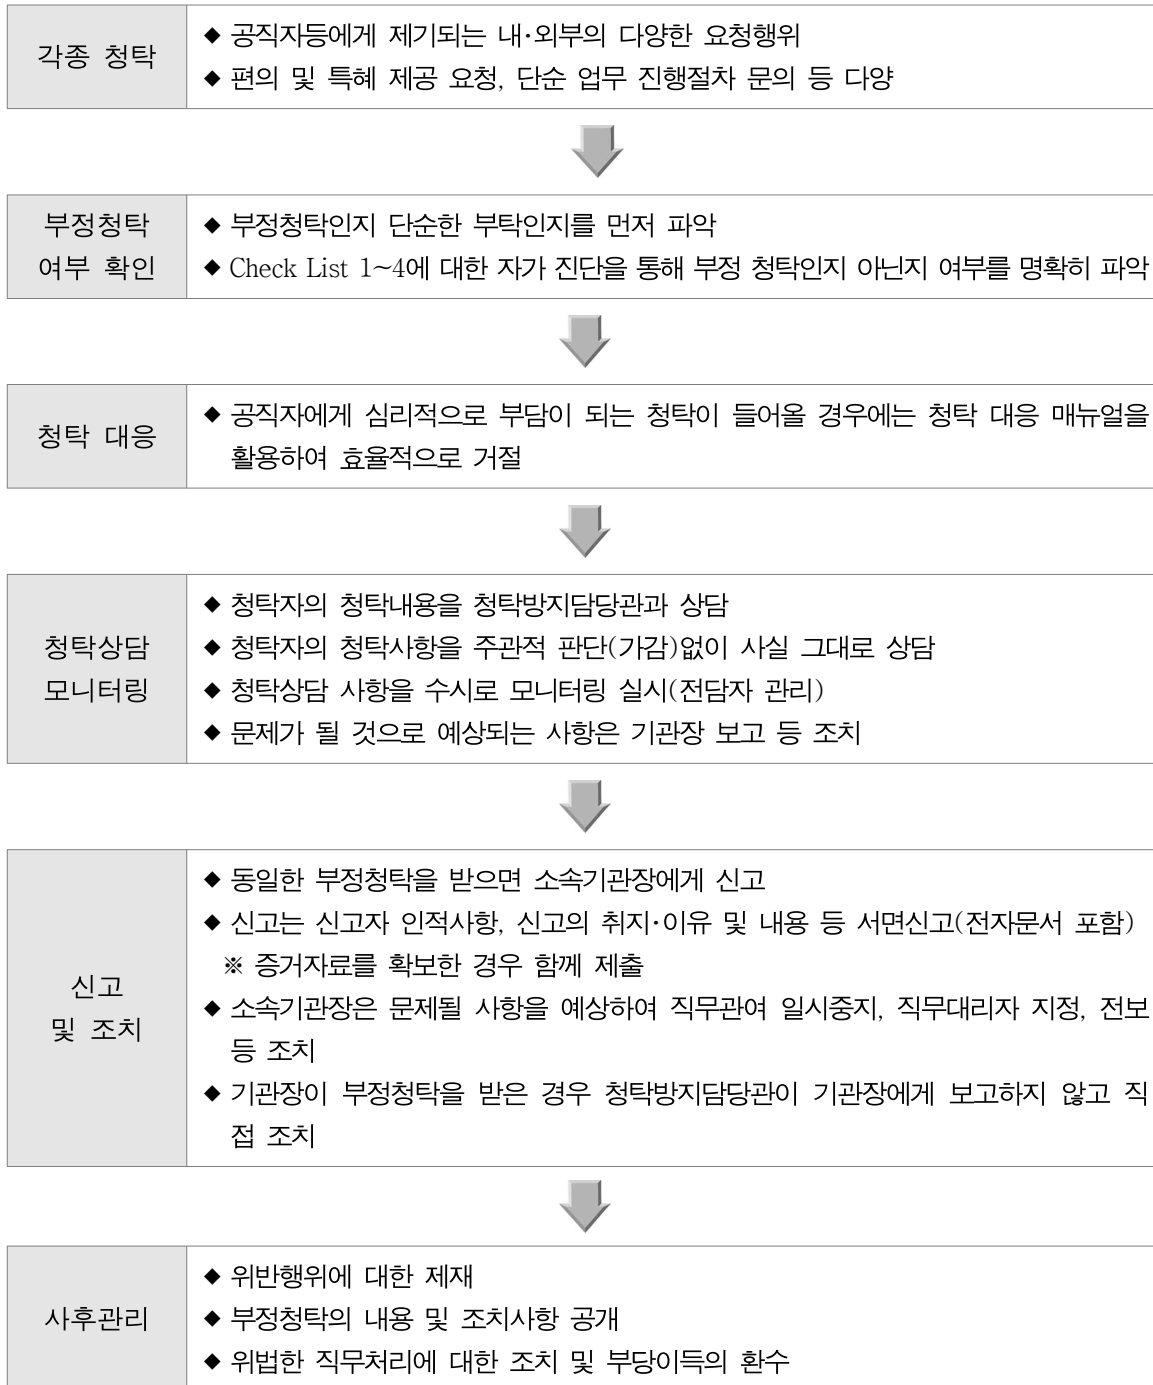 각종 청탁
◆ 공직자등에게 제기되는 내·외부의 다양한 요청행위
◆ 편의 및 특혜 제공 요청, 단순 업무 진행절차 문의 등 다양
부정청탁
여부 확인
◆ 부정청탁인지 단순한 부탁인지를 먼저 파악
◆ Check List 1~4에 대한 자가 진단을 통해 부정 청탁인지 아닌지 여부를 명확히 파악
청탁 대응
◆ 공직자에게 심리적으로 부담이 되는 청탁이 들어올 경우에는 청탁 대응 매뉴얼을
활용하여 효율적으로 거절
청탁상담
모니터링
◆ 청탁자의 청탁내용을 청탁방지담당관과 상담
◆ 청탁자의 청탁사항을 주관적 판단(가감)없이 사실 그대로 상담
◆ 청탁상담 사항을 수시로 모니터링 실시(전담자 관리)
◆ 문제가 될 것으로 예상되는 사항은 기관장 보고 등 조치
신고
및 조치
◆ 동일한 부정청탁을 받으면 소속기관장에게 신고
◆ 신고는 신고자 인적사항, 신고의 취지·이유 및 내용 등 서면신고(전자문서 포함)
※ 증거자료를 확보한 경우 함께 제출
◆ 소속기관장은 문제될 사항을 예상하여 직무관여 일시중지, 직무대리자 지정, 전보
등 조치
◆ 기관장이 부정청탁을 받은 경우 청탁방지담당관이 기관장에게 보고하지 않고 직
접 조치
사후관리
◆ 위반행위에 대한 제재
◆ 부정청탁의 내용 및 조치사항 공개
◆ 위법한 직무처리에 대한 조치 및 부당이득의 환수